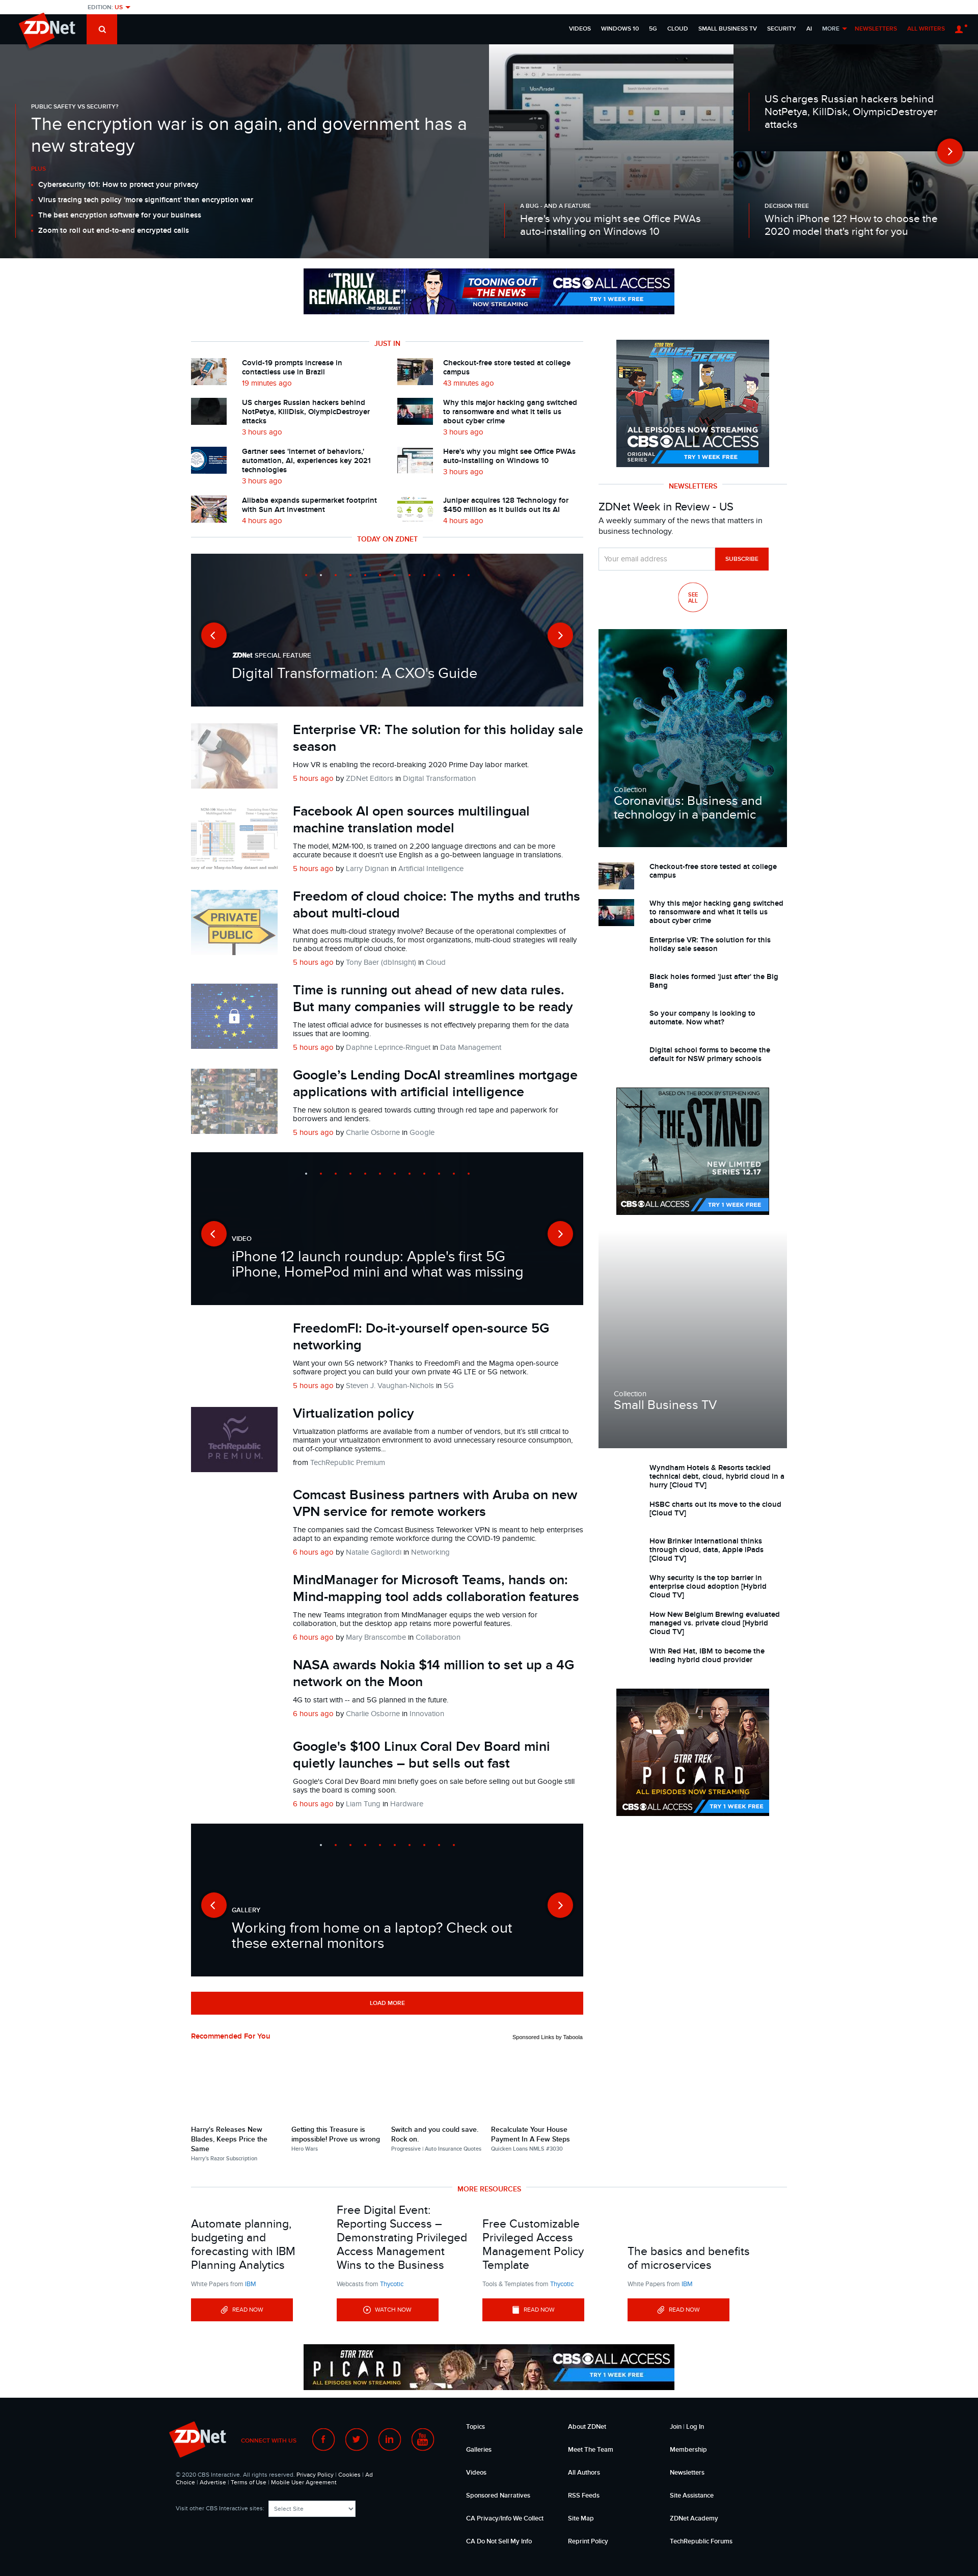 EDITION: US
ZDNet
VIDEOS WINDOWS 10 5G CLOUD SMALL BUSINESS TV SECURITY AI MORE NEWSLETTERS ALL WRITERS
PUBLIC SAFETY VS SECURITY?
The encryption war is on again, and government has a
new strategy
Cybersecurity 101: How to protect your privacy
Virus tracing tech policy 'more significant' than encryption war
The best encryption software for your business
Zoom to roll out end-to-end encrypted calls
A BUG - AND A FEATURE
Here's why you might see Office PWAs
auto-installing on Windows 10
US charges Russian hackers behind
NotPetya, KillDisk, OlympicDestroyer
attacks
DECISION TREE
Which iPhone 12? How to choose the
2020 model that's right for you
"TRULY
REMARKABLE"
-THE DAILY BEAST
TOONING OUT
THE NEWS
NOW STREAMING
CBS ALL ACCESS
TRY 1 WEEK FREE
JUST IN
Covid-19 prompts increase in
contactless use in Brazil
19 minutes ago
Checkout-free store tested at college
campus
43 minutes ago
US charges Russian hackers behind
NotPetya, KillDisk, OlympicDestroyer
attacks
3 hours ago
Why this major hacking gang switched
to ransomware and what it tells us
about cyber crime
3 hours ago
Gartner sees 'Internet of behaviors,'
automation, AI, experiences key 2021
technologies
3 hours ago
Here's why you might see Office PWAs
auto-installing on Windows 10
3 hours ago
Alibaba expands supermarket footprint
with Sun Art investment
4 hours ago
Juniper acquires 128 Technology for
$450 million as it builds out its AI
4 hours ago
STAR TREK
LOWER DECKS
ALL EPISODES NOW STREAMING
CBS ALL ACCESS
ORIGINAL
SERIES
TRY 1 WEEK FREE
NEWSLETTERS
ZDNet Week in Review - US
A weekly summary of the news that matters in
business technology.
Your email address
SUBSCRIBE
SEE
ALL
TODAY ON ZDNET
ZDNet SPECIAL FEATURE
Digital Transformation: A CXO's Guide
Enterprise VR: The solution for this holiday sale
season
How VR is enabling the record-breaking 2020 Prime Day labor market.
5 hours ago by ZDNet Editors in Digital Transformation
Facebook AI open sources multilingual
machine translation model
The model, M2M-100, is trained on 2,200 language directions and can be more
accurate because it doesn't use English as a go-between language in translations.
5 hours ago by Larry Dignan in Artificial Intelligence
PRIVATE
PUBLIC
Freedom of cloud choice: The myths and truths
about multi-cloud
What does multi-cloud strategy involve? Because of the operational complexities of
running across multiple clouds, for most organizations, multi-cloud strategies will really
be about freedom of cloud choice.
5 hours ago by Tony Baer (dbInsight) in Cloud
Time is running out ahead of new data rules.
But many companies will struggle to be ready
The latest official advice for businesses is not effectively preparing them for the data
issues that are looming.
5 hours ago by Daphne Leprince-Ringuet in Data Management
Google's Lending DocAI streamlines mortgage
applications with artificial intelligence
The new solution is geared towards cutting through red tape and paperwork for
borrowers and lenders.
5 hours ago by Charlie Osborne in Google
VIDEO
iPhone 12 launch roundup: Apple's first 5G
iPhone, HomePod mini and what was missing
FreedomFI: Do-it-yourself open-source 5G
networking
Want your own 5G network? Thanks to FreedomFi and the Magma open-source
software project you can build your own private 4G LTE or 5G network.
5 hours ago by Steven J. Vaughan-Nichols in 5G
TechRepublic
PREMIUM
Virtualization policy
Virtualization platforms are available from a number of vendors, but it's still critical to
maintain your virtualization environment to avoid unnecessary resource consumption,
out of-compliance systems...
from TechRepublic Premium
Comcast Business partners with Aruba on new
VPN service for remote workers
The companies said the Comcast Business Teleworker VPN is meant to help enterprises
adapt to an expanding remote workforce during the COVID-19 pandemic.
6 hours ago by Natalie Gagliordi in Networking
MindManager for Microsoft Teams, hands on:
Mind-mapping tool adds collaboration features
The new Teams integration from MindManager equips the web version for
collaboration, but the desktop app retains more powerful features.
6 hours ago by Mary Branscombe in Collaboration
NASA awards Nokia $14 million to set up a 4G
network on the Moon
4G to start with -- and 5G planned in the future.
6 hours ago by Charlie Osborne in Innovation
Google's $100 Linux Coral Dev Board mini
quietly launches – but sells out fast
Google's Coral Dev Board mini briefly goes on sale before selling out but Google still
says the board is coming soon.
6 hours ago by Liam Tung in Hardware
GALLERY
Working from home on a laptop? Check out
these external monitors
LOAD MORE
Collection
Coronavirus: Business and
technology in a pandemic
Checkout-free store tested at college
campus
Why this major hacking gang switched
to ransomware and what it tells us
about cyber crime
Enterprise VR: The solution for this
holiday sale season
Black holes formed 'just after' the Big
Bang
So your company is looking to
automate. Now what?
Digital school forms to become the
default for NSW primary schools
BASED ON THE BOOK BY STEPHEN KING
THE STAND
NEW LIMITED
SERIES 12.17
CBS ALL ACCESS
TRY 1 WEEK FREE
Collection
Small Business TV
Wyndham Hotels & Resorts tackled
technical debt, cloud, hybrid cloud in a
hurry [Cloud TV]
HSBC charts out its move to the cloud
[Cloud TV]
How Brinker International thinks
through cloud, data, Apple iPads
[Cloud TV]
Why security is the top barrier in
enterprise cloud adoption [Hybrid
Cloud TV]
How New Belgium Brewing evaluated
managed vs. private cloud [Hybrid
Cloud TV]
With Red Hat, IBM to become the
leading hybrid cloud provider
STAR TREK
PICARD
ALL EPISODES NOW STREAMING
CBS ALL ACCESS
TRY 1 WEEK FREE
Recommended For You
Sponsored Links by Taboola
Harry's Releases New
Blades, Keeps Price the
Same
Harry's Razor Subscription
Getting this Treasure is
impossible! Prove us wrong
Hero Wars
Switch and you could save.
Rock on.
Progressive | Auto Insurance Quotes
Recalculate Your House
Payment In A Few Steps
Quicken Loans NMLS #3030
MORE RESOURCES
Automate planning,
budgeting and
forecasting with IBM
Planning Analytics
White Papers from IBM
READ NOW
Free Digital Event:
Reporting Success –
Demonstrating Privileged
Access Management
Wins to the Business
Webcasts from Thycotic
WATCH NOW
Free Customizable
Privileged Access
Management Policy
Template
Tools & Templates from Thycotic
READ NOW
The basics and benefits
of microservices
White Papers from IBM
READ NOW
STAR TREK
PICARD
ALL EPISODES NOW STREAMING
CBS ALL ACCESS
TRY 1 WEEK FREE
ZDNet
CONNECT WITH US
© 2020 CBS Interactive. All rights reserved. Privacy Policy | Cookies | Ad
Choice | Advertise | Terms of Use | Mobile User Agreement
Visit other CBS Interactive sites: Select Site
Topics
Galleries
Videos
Sponsored Narratives
CA Privacy/Info We Collect
CA Do Not Sell My Info
About ZDNet
Meet The Team
All Authors
RSS Feeds
Site Map
Reprint Policy
Join | Log In
Membership
Newsletters
Site Assistance
ZDNet Academy
TechRepublic Forums